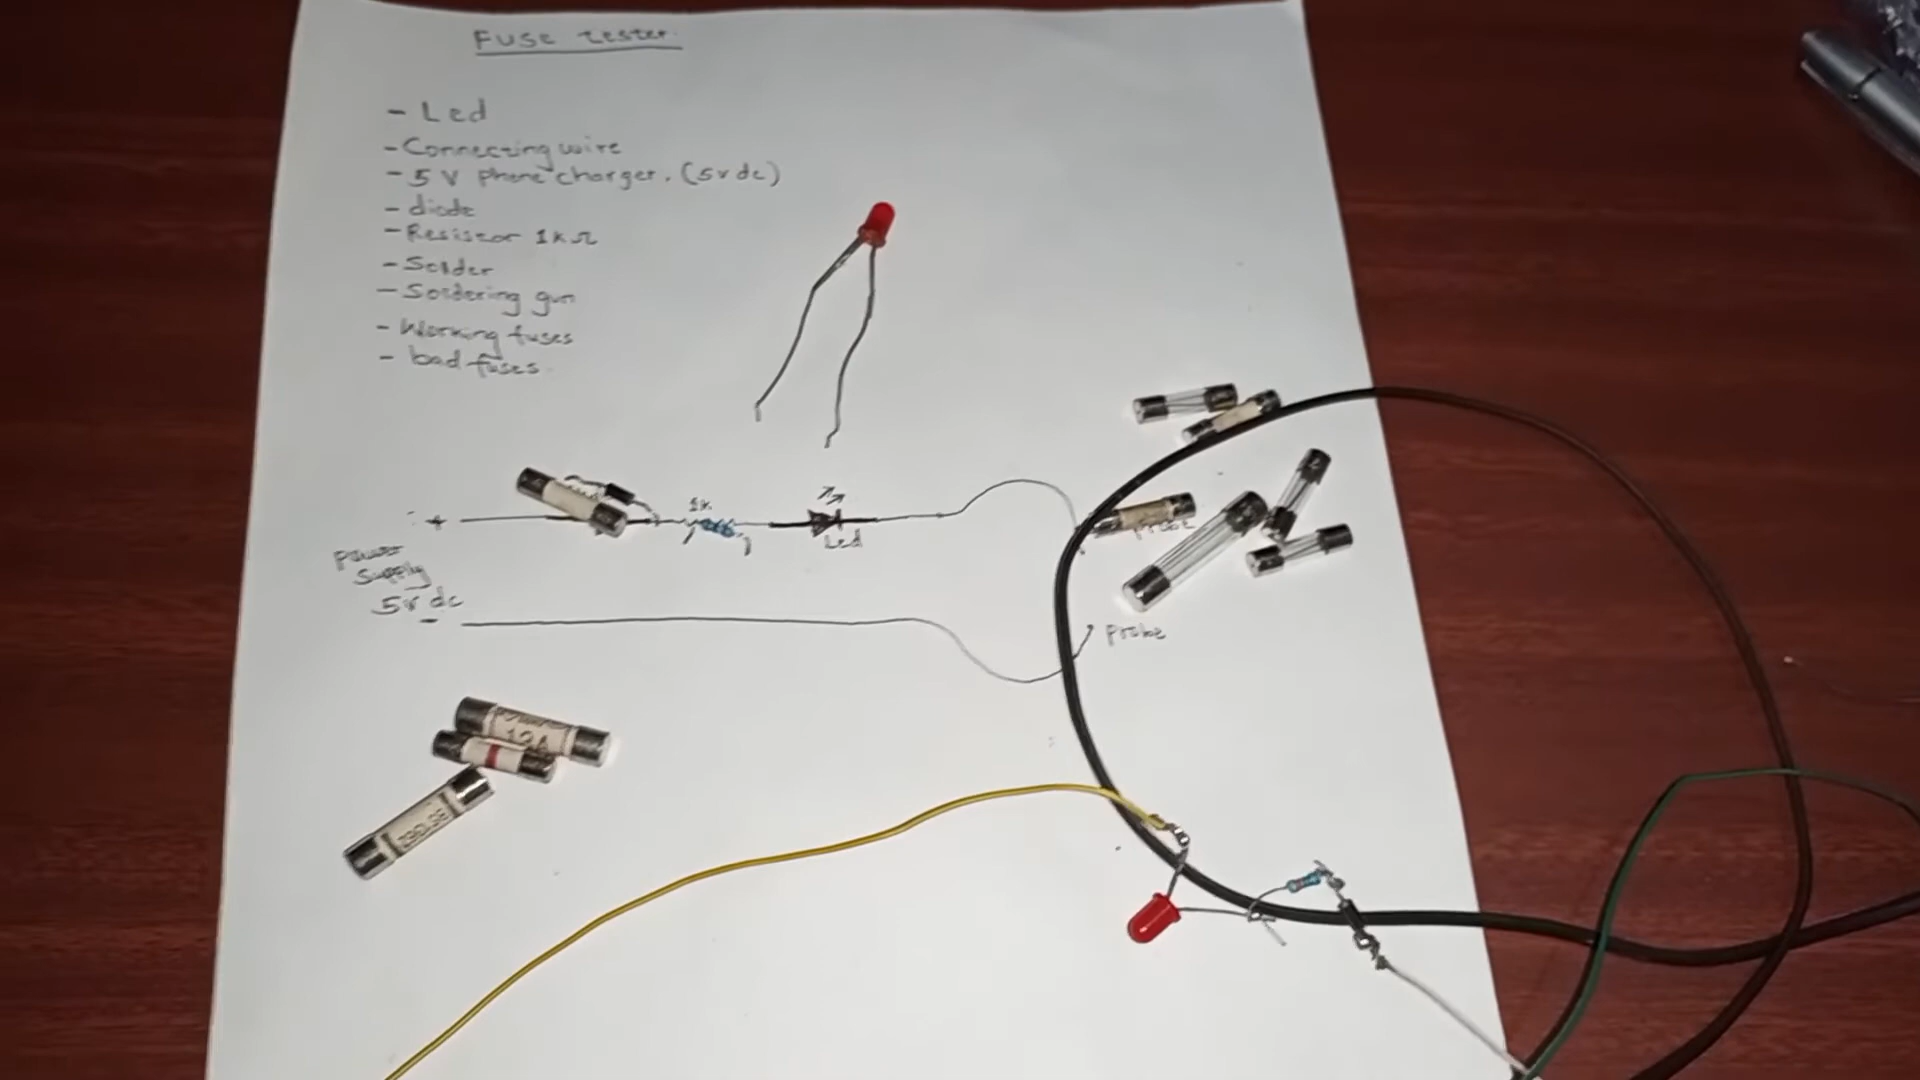 Fuse tester.
- Led
- Connecting wire
- 5 V phone charger. (5v dc)
- diode
- Resistor 1kΩ
- Solder
- Soldering gun
- Working fuses
- bad fuses.
1k
+
Led
Probe
Power
Supply
5v dc
-
Probe
13A